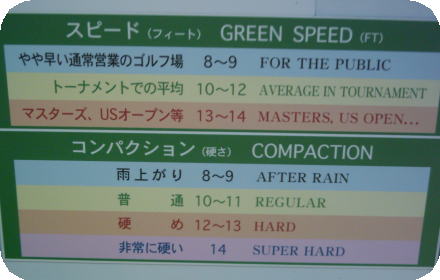 スピード（フィート） GREEN SPEED (FT)
やや早い通常営業のゴルフ場 8〜9 FOR THE PUBLIC
トーナメントでの平均 10〜12 AVERAGE IN TOURNAMENT
マスターズ、USオープン等 13〜14 MASTERS, US OPEN...
コンパクション（硬さ） COMPACTION
雨上がり 8〜9 AFTER RAIN
普通 10〜11 REGULAR
硬め 12〜13 HARD
非常に硬い 14 SUPER HARD